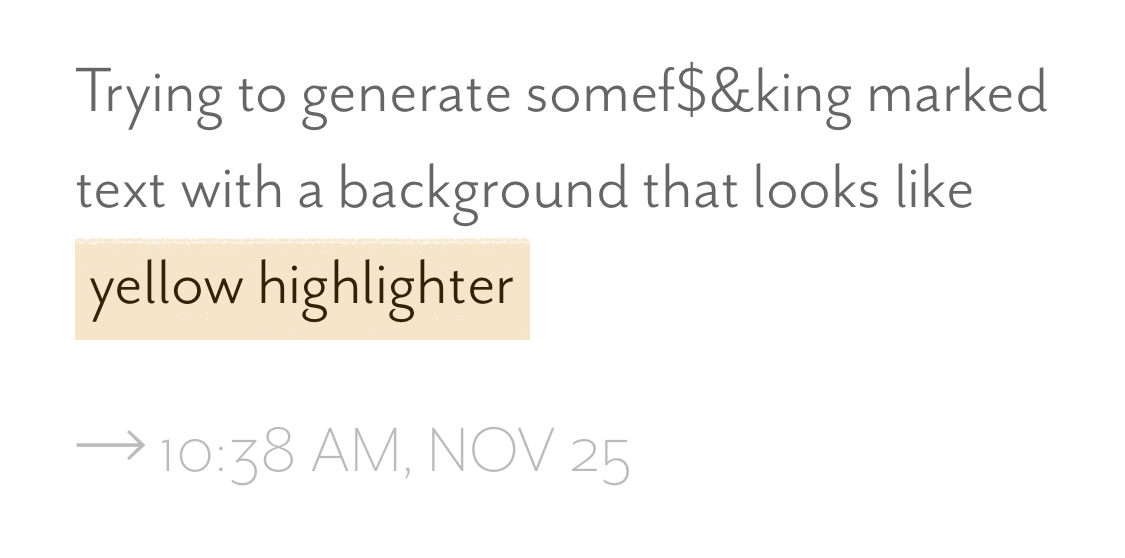 Trying to generate somef$&king marked
text with a background that looks like
yellow highlighter
→ 10:38 AM, NOV 25